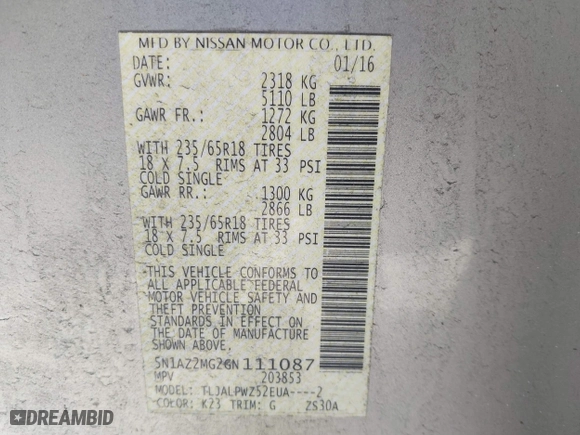 MFD BY NISSAN MOTOR CO., LTD.
DATE: 01/16
GVWR: 2318 KG
5110 LB
GAWR FR.: 1272 KG
2804 LB
WITH 235/65R18 TIRES
18 X 7.5 RIMS AT 33 PSI
COLD SINGLE
GAWR RR.: 1300 KG
2866 LB
WITH 235/65R18 TIRES
18 X 7.5 RIMS AT 33 PSI
COLD SINGLE
THIS VEHICLE CONFORMS TO
ALL APPLICABLE FEDERAL
MOTOR VEHICLE SAFETY AND
THEFT PREVENTION
STANDARDS IN EFFECT ON
THE DATE OF MANUFACTURE
SHOWN ABOVE.
5N1AZ2MG2GN111087
MPV 203853
MODEL: TLJALPWZ52EUA----2
COLOR: K23 TRIM: G ZS30A
DREAMBID